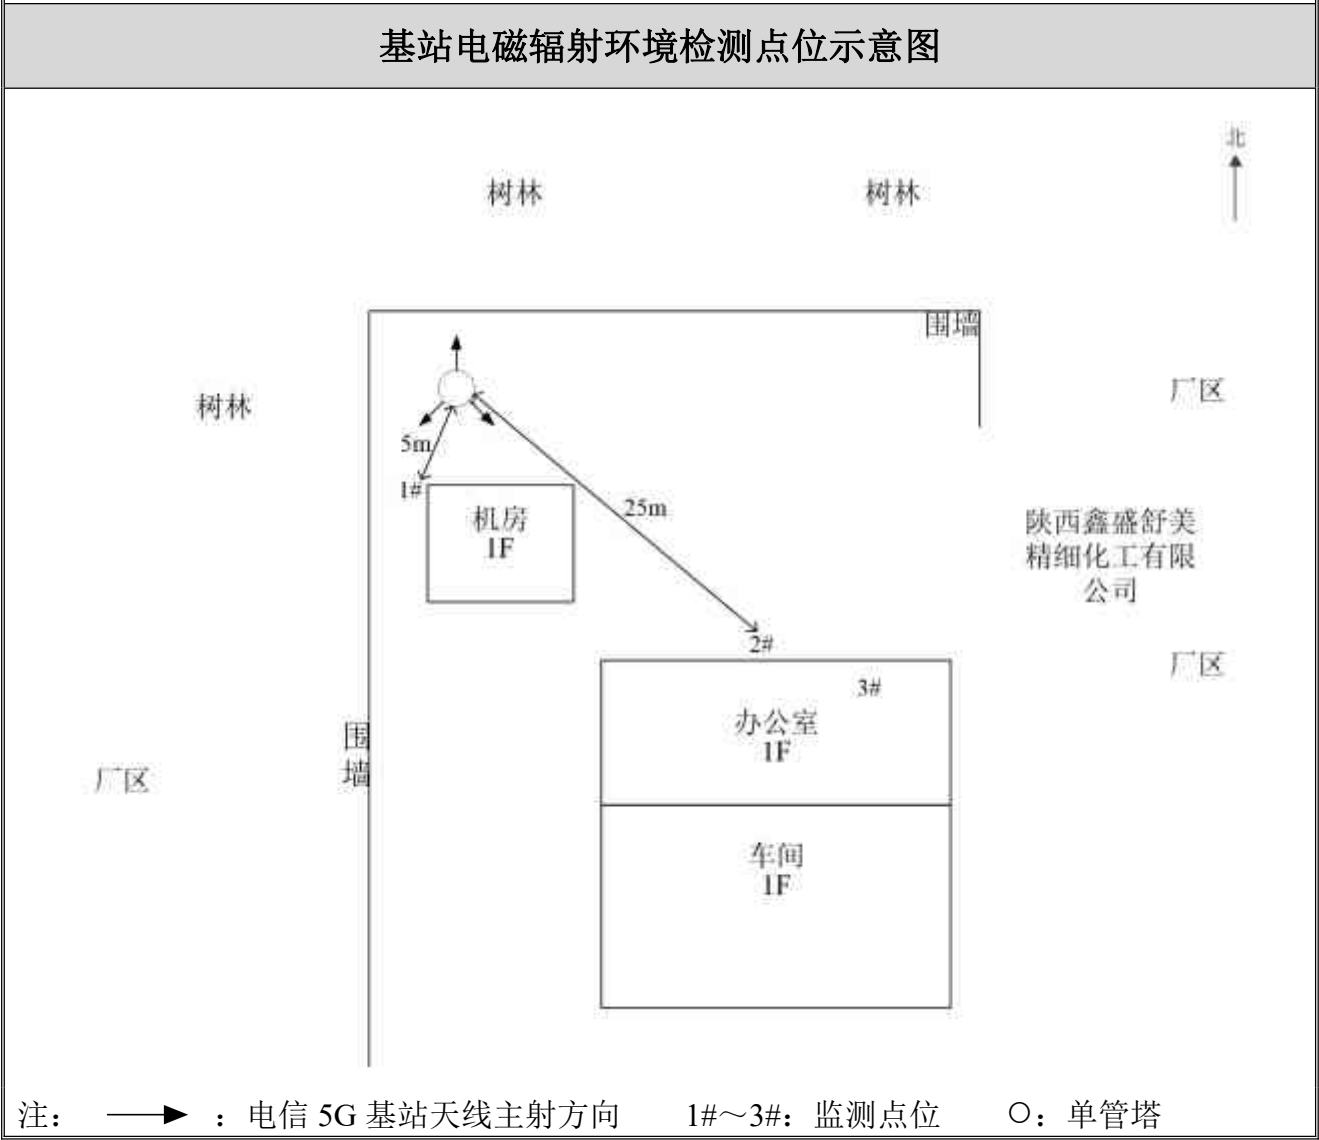 基站电磁辐射环境检测点位示意图
北
树林
树林
围墙
树林
厂区
5m
1#
机房
1F
25m
陕西鑫盛舒美
精细化工有限
公司
2#
厂区
3#
办公室
1F
围
墙
厂区
车间
1F
注： ：电信 5G 基站天线主射方向 1#～3#：监测点位 ○：单管塔